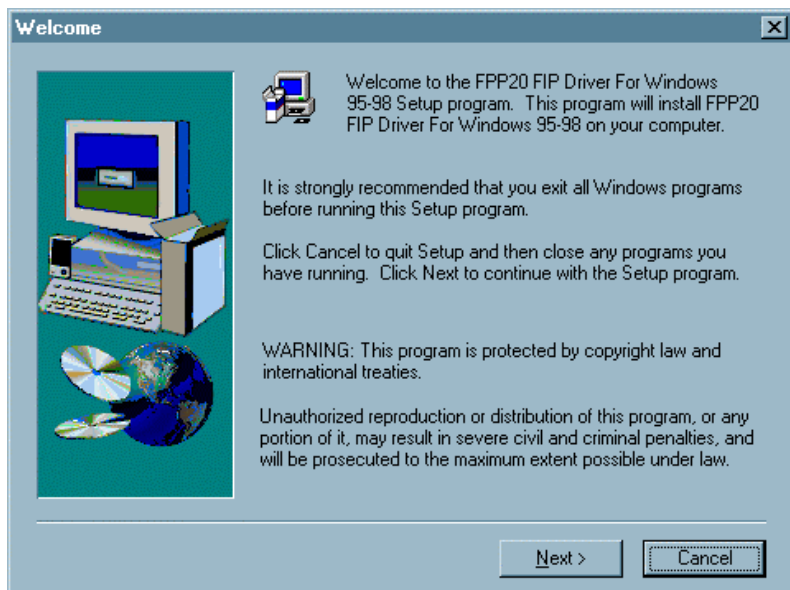 Welcome
Welcome to the FPP20 FIP Driver For Windows
95-98 Setup program.  This program will install FPP20
FIP Driver For Windows 95-98 on your computer.
It is strongly recommended that you exit all Windows programs
before running this Setup program.
Click Cancel to quit Setup and then close any programs you
have running.  Click Next to continue with the Setup program.
WARNING: This program is protected by copyright law and
international treaties.
Unauthorized reproduction or distribution of this program, or any
portion of it, may result in severe civil and criminal penalties, and
will be prosecuted to the maximum extent possible under law.
Next >
Cancel